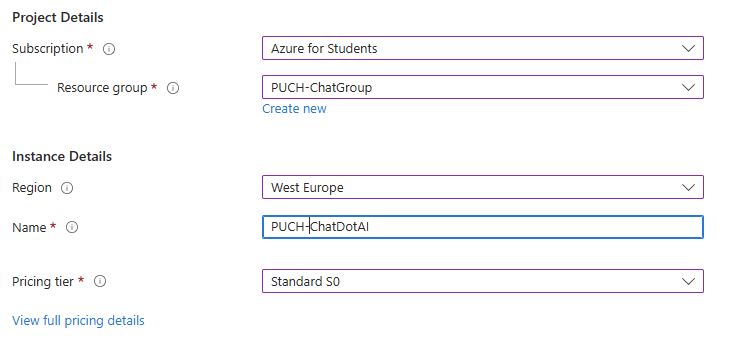 Project Details
Subscription * Azure for Students
Resource group * PUCH-ChatGroup
Create new
Instance Details
Region West Europe
Name * PUCH-ChatDotAI
Pricing tier * Standard S0
View full pricing details